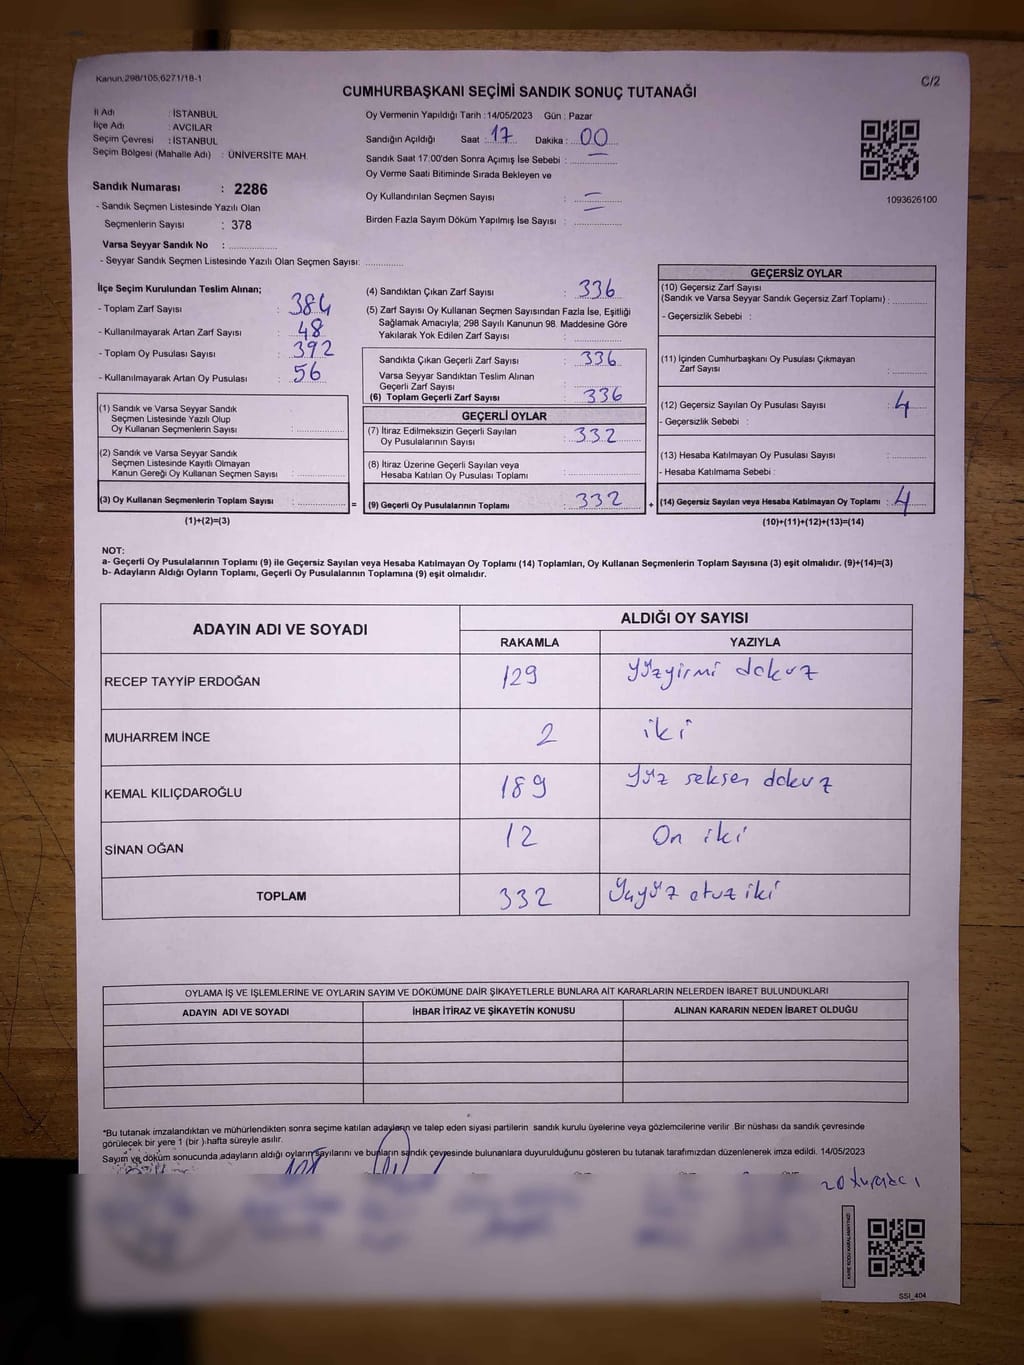 Kanun:298/105,6271/18-1
C/2
CUMHURBAŞKANI SEÇİMİ SANDIK SONUÇ TUTANAĞI
İl Adı : İSTANBUL
İlçe Adı : AVCILAR
Seçim Çevresi : İSTANBUL
Seçim Bölgesi (Mahalle Adı) : ÜNİVERSİTE MAH.
Oy Vermenin Yapıldığı Tarih : 14/05/2023 Gün : Pazar
Sandığın Açıldığı Saat : 17 Dakika : 00
Sandık Saat 17:00'den Sonra Açımış İse Sebebi :
Oy Verme Saati Bitiminde Sırada Bekleyen ve
Oy Kullandırılan Seçmen Sayısı :
Birden Fazla Sayım Döküm Yapılmış İse Sayısı :
1093626100
Sandık Numarası : 2286
- Sandık Seçmen Listesinde Yazılı Olan
Seçmenlerin Sayısı : 378
Varsa Seyyar Sandık No :
- Seyyar Sandık Seçmen Listesinde Yazılı Olan Seçmen Sayısı:
İlçe Seçim Kurulundan Teslim Alınan;
- Toplam Zarf Sayısı : 384
- Kullanılmayarak Artan Zarf Sayısı : 48
- Toplam Oy Pusulası Sayısı : 392
- Kullanılmayarak Artan Oy Pusulası : 56
(1) Sandık ve Varsa Seyyar Sandık
Seçmen Listesinde Yazılı Olup
Oy Kullanan Seçmenlerin Sayısı :
(2) Sandık ve Varsa Seyyar Sandık
Seçmen Listesinde Kayıtlı Olmayan
Kanun Gereği Oy Kullanan Seçmen Sayısı :
(3) Oy Kullanan Seçmenlerin Toplam Sayısı :
(1)+(2)=(3)
=
(4) Sandıktan Çıkan Zarf Sayısı : 336
(5) Zarf Sayısı Oy Kullanan Seçmen Sayısından Fazla İse, Eşitliği
Sağlamak Amacıyla; 298 Sayılı Kanunun 98. Maddesine Göre
Yakılarak Yok Edilen Zarf Sayısı :
Sandıkta Çıkan Geçerli Zarf Sayısı : 336
Varsa Seyyar Sandıktan Teslim Alınan
Geçerli Zarf Sayısı :
(6) Toplam Geçerli Zarf Sayısı : 336
GEÇERLİ OYLAR
(7) İtiraz Edilmeksizin Geçerli Sayılan
Oy Pusulalarının Sayısı : 332
(8) İtiraz Üzerine Geçerli Sayılan veya
Hesaba Katılan Oy Pusulası Toplamı :
(9) Geçerli Oy Pusulalarının Toplamı : 332
+
GEÇERSİZ OYLAR
(10) Geçersiz Zarf Sayısı
(Sandık ve Varsa Seyyar Sandık Geçersiz Zarf Toplamı) :
- Geçersizlik Sebebi :
(11) İçinden Cumhurbaşkanı Oy Pusulası Çıkmayan
Zarf Sayısı :
(12) Geçersiz Sayılan Oy Pusulası Sayısı : 4
- Geçersizlik Sebebi :
(13) Hesaba Katılmayan Oy Pusulası Sayısı :
- Hesaba Katılmama Sebebi :
(14) Geçersiz Sayılan veya Hesaba Katılmayan Oy Toplamı : 4
(10)+(11)+(12)+(13)=(14)
NOT:
a- Geçerli Oy Pusulalarının Toplamı (9) ile Geçersiz Sayılan veya Hesaba Katılmayan Oy Toplamı (14) Toplamları, Oy Kullanan Seçmenlerin Toplam Sayısına (3) eşit olmalıdır. (9)+(14)=(3)
b- Adayların Aldığı Oyların Toplamı, Geçerli Oy Pusulalarının Toplamına (9) eşit olmalıdır.
ADAYIN ADI VE SOYADI ALDIĞI OY SAYISI
RAKAMLA YAZIYLA
RECEP TAYYİP ERDOĞAN 129 Yüzyirmi dokuz
MUHARREM İNCE 2 iki
KEMAL KILIÇDAROĞLU 189 Yüz seksen dokuz
SİNAN OĞAN 12 On iki
TOPLAM 332 otuz iki
OYLAMA İŞ VE İŞLEMLERİNE VE OYLARIN SAYIM VE DÖKÜMÜNE DAİR ŞİKAYETLERLE BUNLARA AİT KARARLARIN NELERDEN İBARET BULUNDUKLARI
ADAYIN ADI VE SOYADI İHBAR İTİRAZ VE ŞİKAYETİN KONUSU ALINAN KARARIN NEDEN İBARET OLDUĞU
*Bu tutanak imzalandıktan ve mühürlendikten sonra seçime katılan adayların ve talep eden siyasi partilerin sandık kurulu üyelerine veya gözlemcilerine verilir. Bir nüshası da sandık çevresinde
görülecek bir yere 1 (bir ) hafta süreyle asılır.
Sayım ve döküm sonucunda adayların aldığı oyların sayılarını ve bunların sandık çevresinde bulunanlara duyurulduğunu gösteren bu tutanak tarafımızdan düzenlenerek imza edildi. 14/05/2023
SSI_404